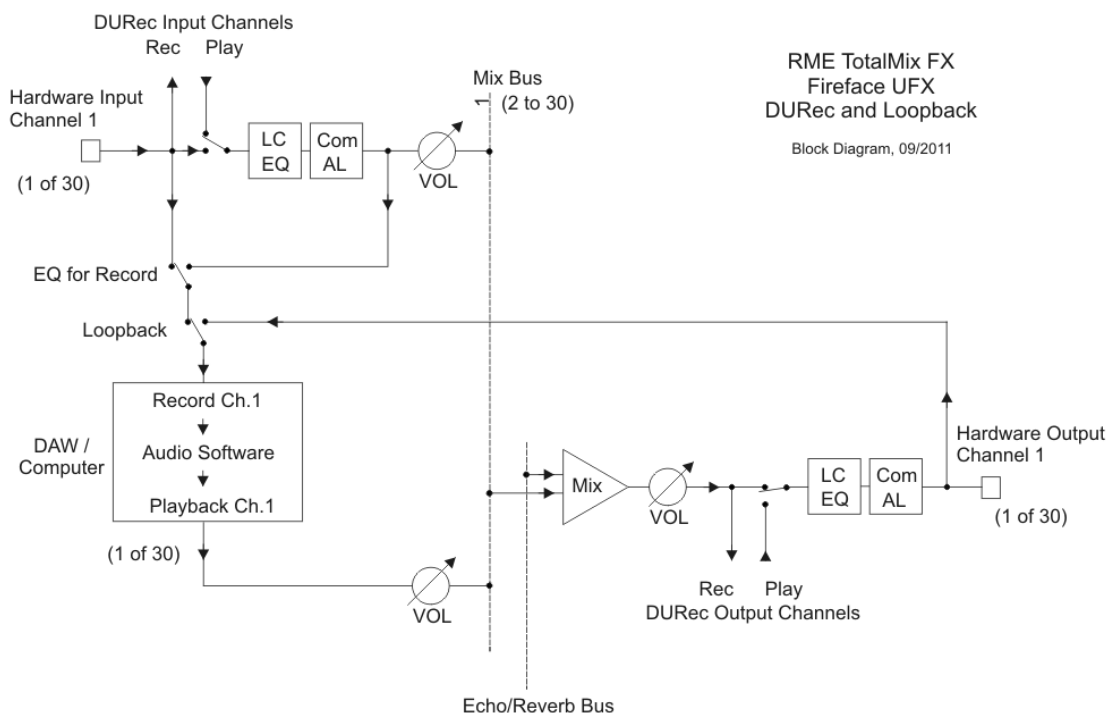 DURec Input Channels
Rec Play
Hardware Input
Channel 1
(1 of 30)
LC
EQ
Com
AL
VOL
Mix Bus
1 (2 to 30)
RME TotalMix FX
Fireface UFX
DURec and Loopback
Block Diagram, 09/2011
EQ for Record
Loopback
DAW /
Computer
Record Ch.1
Audio Software
Playback Ch.1
(1 of 30)
VOL
Mix
VOL
LC
EQ
Com
AL
Hardware Output
Channel 1
(1 of 30)
Rec Play
DURec Output Channels
Echo/Reverb Bus